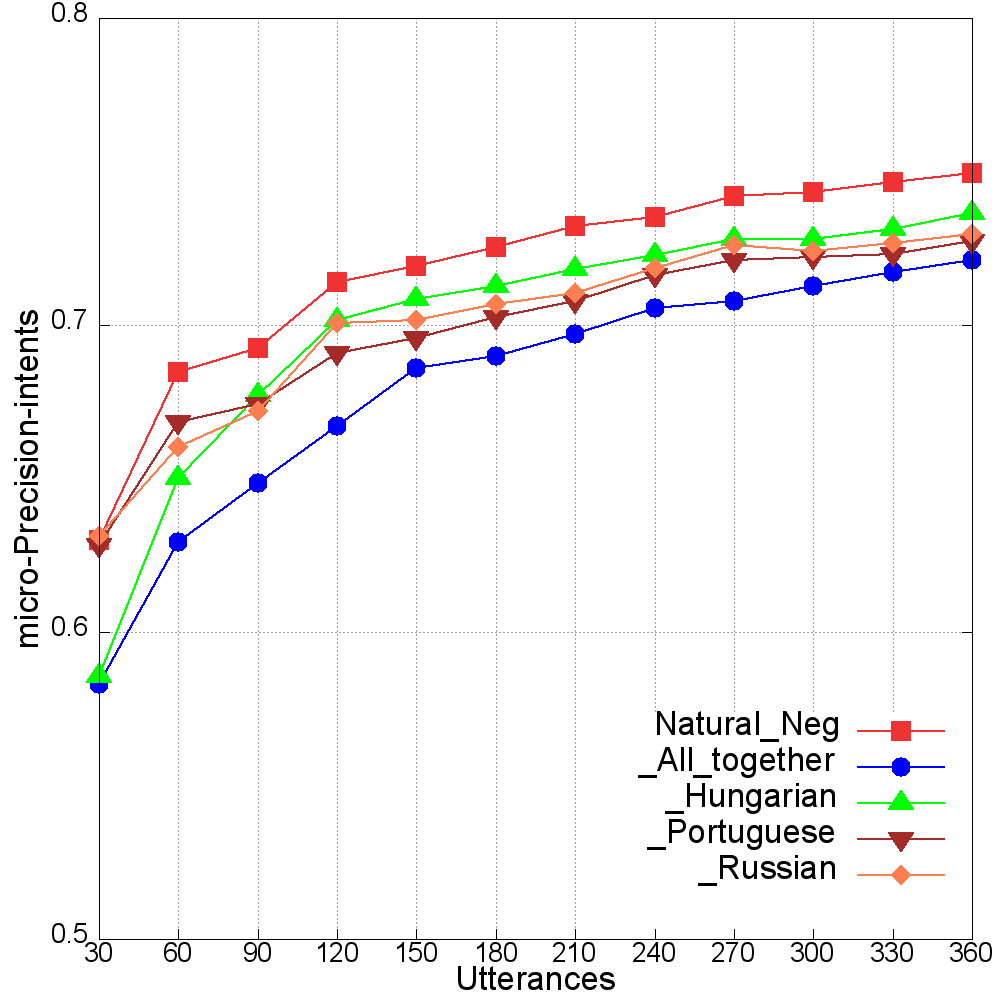 0.8
0.7
0.6
0.5
micro-Precision-intents
Natural_Neg
_All_together
_Hungarian
_Portuguese
_Russian
30 60 90 120 150 180 210 240 270 300 330 360
Utterances